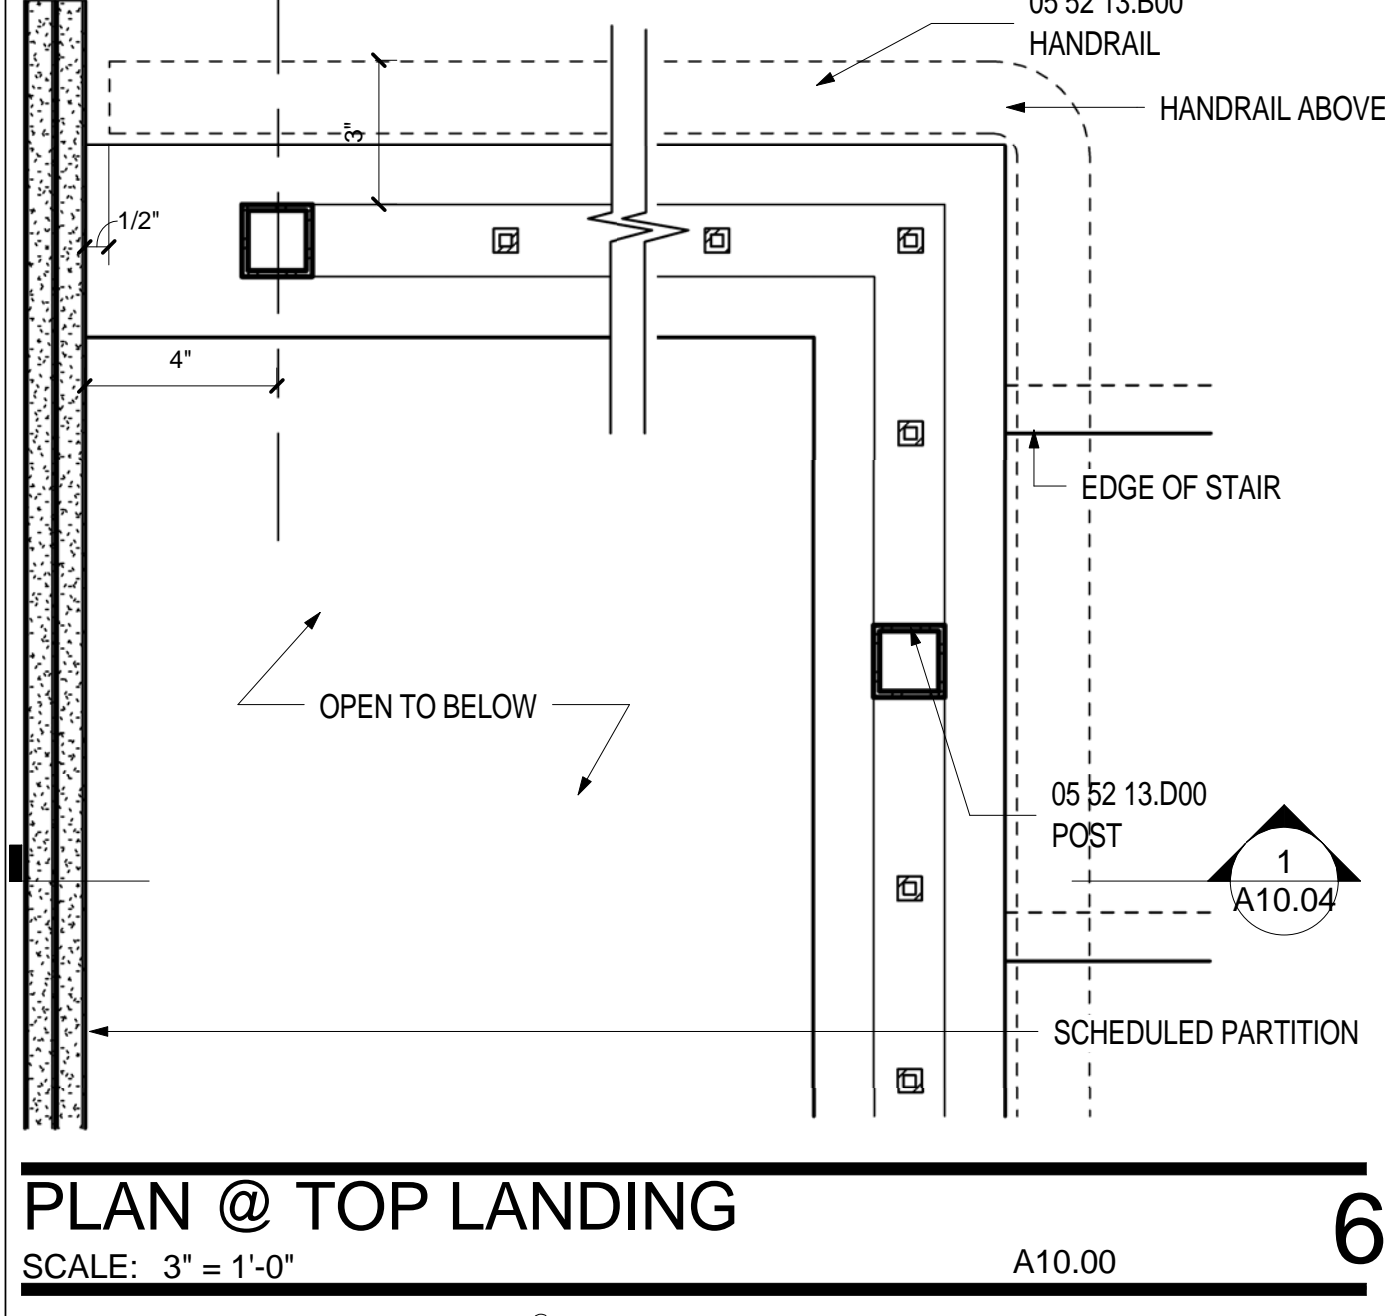 05 52 13.B00
HANDRAIL
HANDRAIL ABOVE
3"
1/2"
4"
EDGE OF STAIR
OPEN TO BELOW
05 52 13.D00
POST
1
A10.04
SCHEDULED PARTITION
PLAN @ TOP LANDING
6
SCALE: 3" = 1'-0"
A10.00